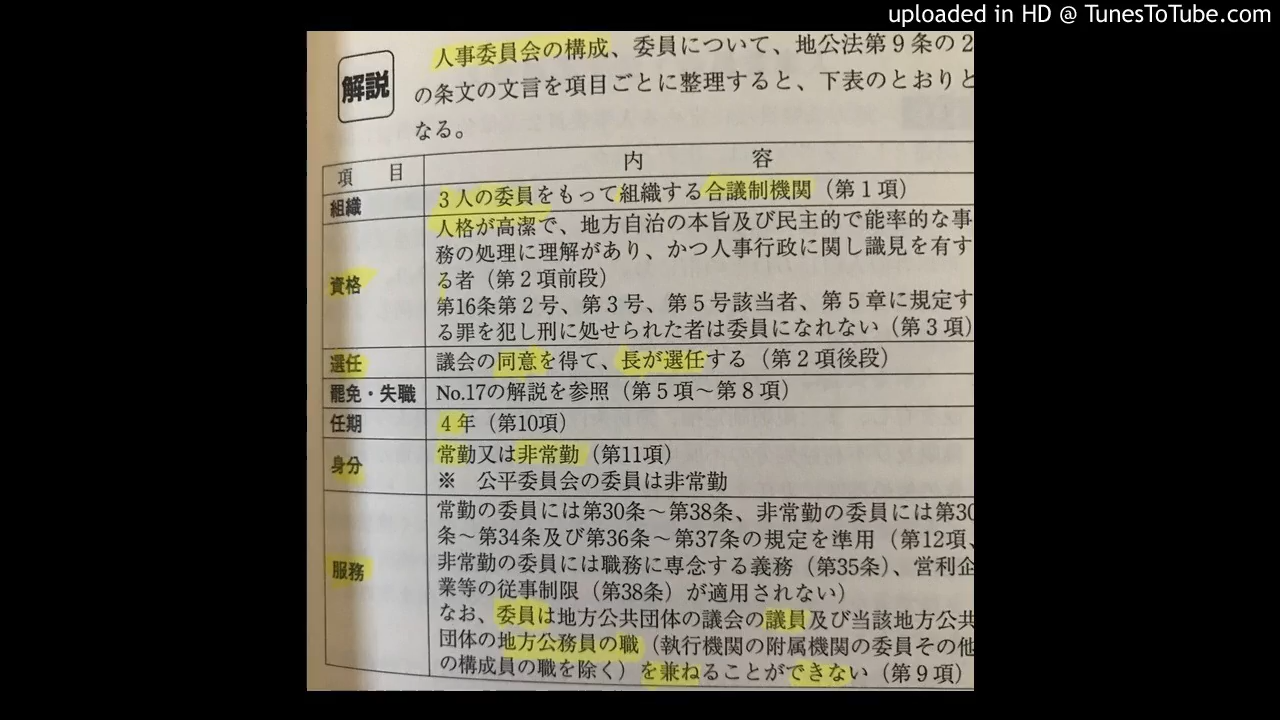 uploaded in HD @ TunesToTube.com
人事委員会の構成、委員について、地公法第9条の2
解説
の条文の文言を項目ごとに整理すると、下表のとおりと
なる。
項 目
内 容
組織
3人の委員をもって組織する合議制機関（第1項）
人格が高潔で、地方自治の本旨及び民主的で能率的な事
務の処理に理解があり、かつ人事行政に関し識見を有す
資格
る者（第2項前段）
第16条第2号、第3号、第5号該当者、第5章に規定す
る罪を犯し刑に処せられた者は委員になれない（第3項）
選任
議会の同意を得て、長が選任する（第2項後段）
罷免・失職
No.17の解説を参照（第5項～第8項）
任期
4年（第10項）
身分
常勤又は非常勤（第11項）
※ 公平委員会の委員は非常勤
服務
常勤の委員には第30条～第38条、非常勤の委員には第30
条～第34条及び第36条～第37条の規定を準用（第12項、
非常勤の委員には職務に専念する義務（第35条）、営利企
業等の従事制限（第38条）が適用されない）
なお、委員は地方公共団体の議会の議員及び当該地方公共
団体の地方公務員の職（執行機関の附属機関の委員その他
の構成員の職を除く）を兼ねることができない（第9項）